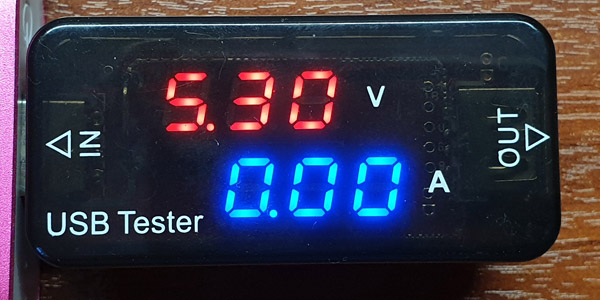 5.30 V
IN
OUT
0.00 A
USB Tester